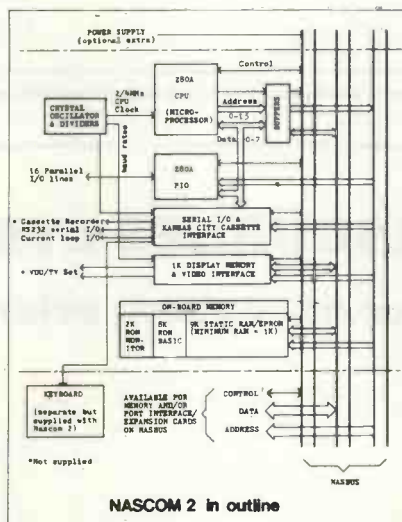 POWER SUPPLY
(optional extra)
Control
CRYSTAL
OSCILLATOR
& DIVIDERS
2/4MHz
CPU
Clock
baud rates
Z80A
CPU
(MICRO-
PROCESSOR)
Address
0-15
Data 0-7
BUFFERS
16 Parallel
I/O lines
Z80A
PIO
* Cassette Recorder
RS232 serial I/O
Current loop I/O
SERIAL I/O &
KANSAS CITY CASSETTE
INTERFACE
* VDU/TV Set
1K DISPLAY MEMORY
& VIDEO INTERFACE
ON-BOARD MEMORY
2K
ROM
MON-
ITOR
8K
ROM
BASIC
9K STATIC RAM/EPROM
(MINIMUM RAM = 1K)
KEYBOARD
(separate but
supplied with
Nascom 2)
AVAILABLE FOR
MEMORY AND/OR
PORT INTERFACE/
EXPANSION CARDS
ON NASBUS
CONTROL
DATA
ADDRESS
*Not supplied
NASBUS
NASCOM 2 in outline